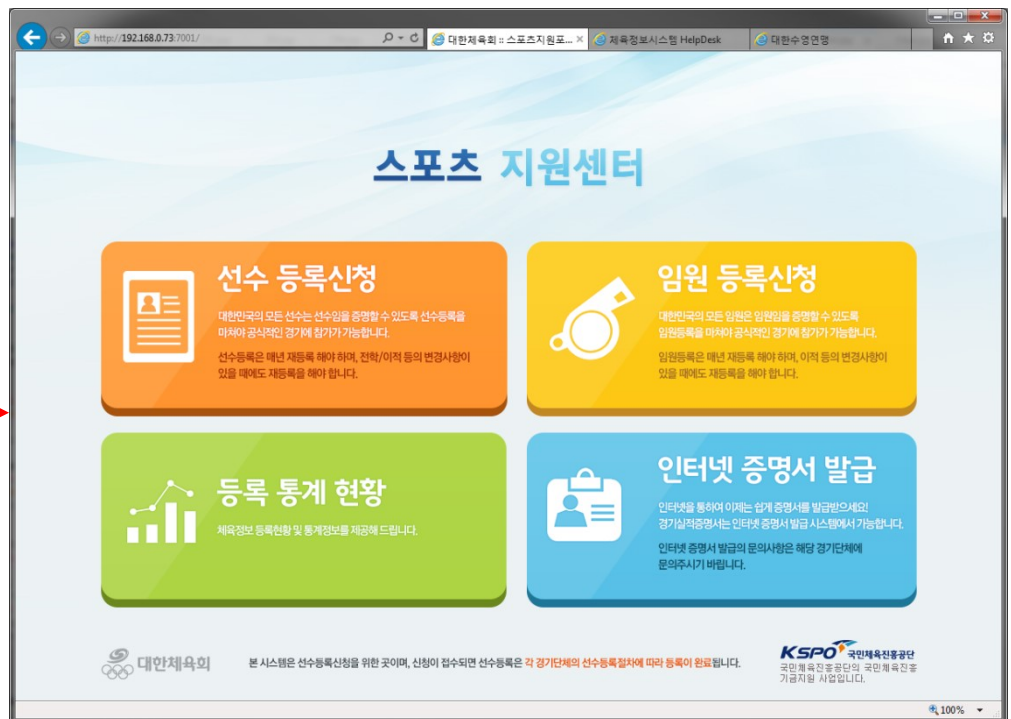 http://192.168.0.73:7001/
대한체육회 :: 스포츠지원포...
체육정보시스템 HelpDesk
대한수영연맹
스포츠 지원센터
선수 등록신청
대한민국의 모든 선수는 선수임을 증명할 수 있도록 선수등록을
마쳐야 공식적인 경기에 참가가 가능합니다.
선수등록은 매년 재등록 해야 하며, 전학/이적 등의 변경사항이
있을 때에도 재등록을 해야 합니다.
임원 등록신청
대한민국의 모든 임원은 임원임을 증명할 수 있도록
임원등록을 마쳐야 공식적인 경기에 참가가 가능합니다.
임원등록은 매년 재등록 해야 하며, 이적 등의 변경사항이
있을 때에도 재등록을 해야 합니다.
등록 통계 현황
체육정보 등록현황 및 통계정보를 제공해 드립니다.
인터넷 증명서 발급
인터넷을 통하여 이제는 쉽게 증명서를 발급받으세요!
경기실적증명서는 인터넷 증명서 발급 시스템에서 가능합니다.
인터넷 증명서 발급의 문의사항은 해당 경기단체에
문의주시기 바랍니다.
대한체육회
본 시스템은 선수등록신청을 위한 곳이며, 신청이 접수되면 선수등록은 각 경기단체의 선수등록절차에 따라 등록이 완료됩니다.
KSPO 국민체육진흥공단
국민체육진흥공단의 국민체육진흥
기금지원 사업입니다.
100%